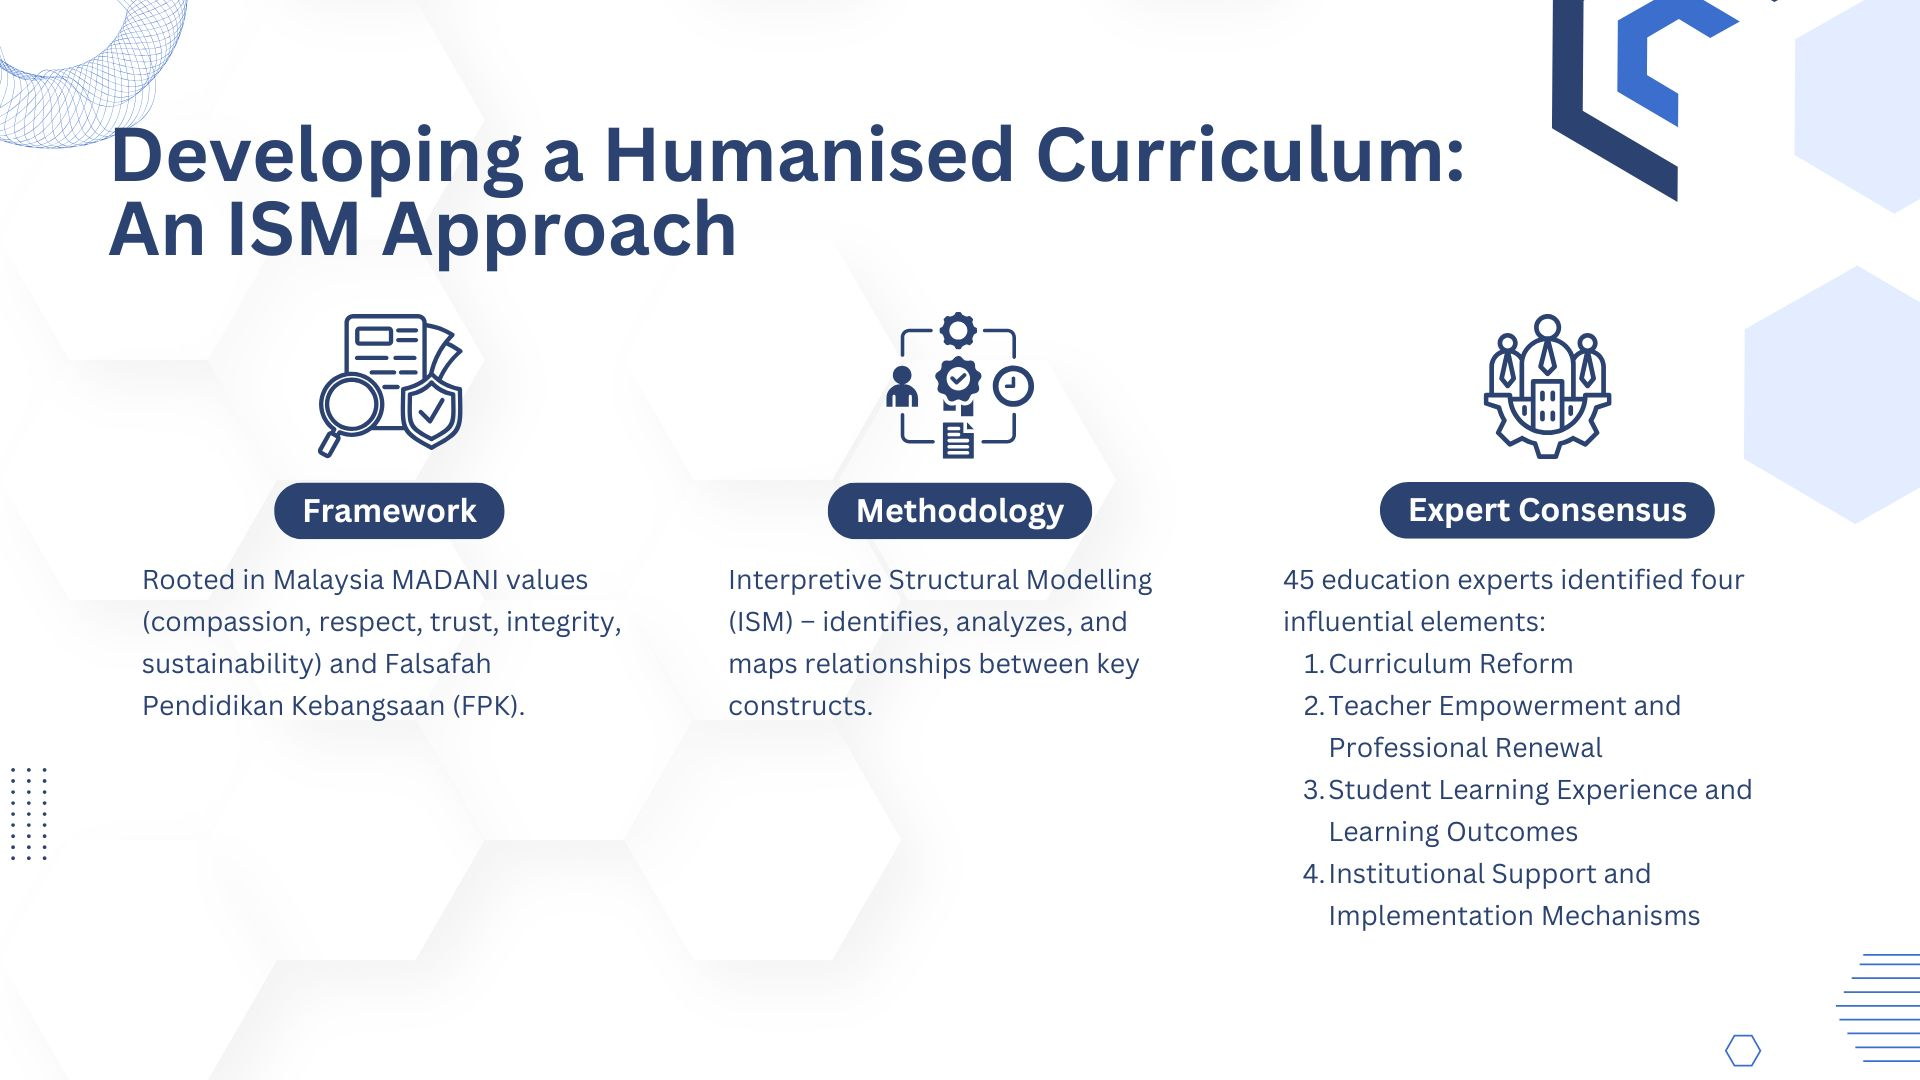 Developing a Humanised Curriculum:
An ISM Approach
Framework
Rooted in Malaysia MADANI values
(compassion, respect, trust, integrity,
sustainability) and Falsafah
Pendidikan Kebangsaan (FPK).
Methodology
Interpretive Structural Modelling
(ISM) – identifies, analyzes, and
maps relationships between key
constructs.
Expert Consensus
45 education experts identified four
influential elements:
1. Curriculum Reform
2. Teacher Empowerment and
Professional Renewal
3. Student Learning Experience and
Learning Outcomes
4. Institutional Support and
Implementation Mechanisms